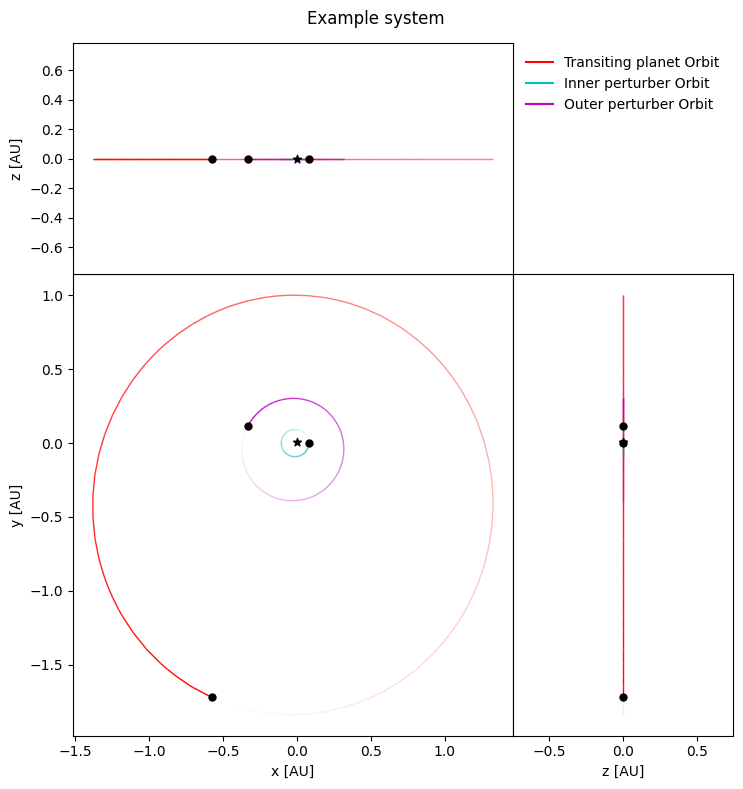 Example system
Transiting planet Orbit
Inner perturber Orbit
Outer perturber Orbit
z [AU]
0.6
0.4
0.2
0.0
−0.2
−0.4
−0.6
y [AU]
1.0
0.5
0.0
−0.5
−1.0
−1.5
−1.5 −1.0 −0.5 0.0 0.5 1.0
x [AU]
−0.5 0.0 0.5
z [AU]